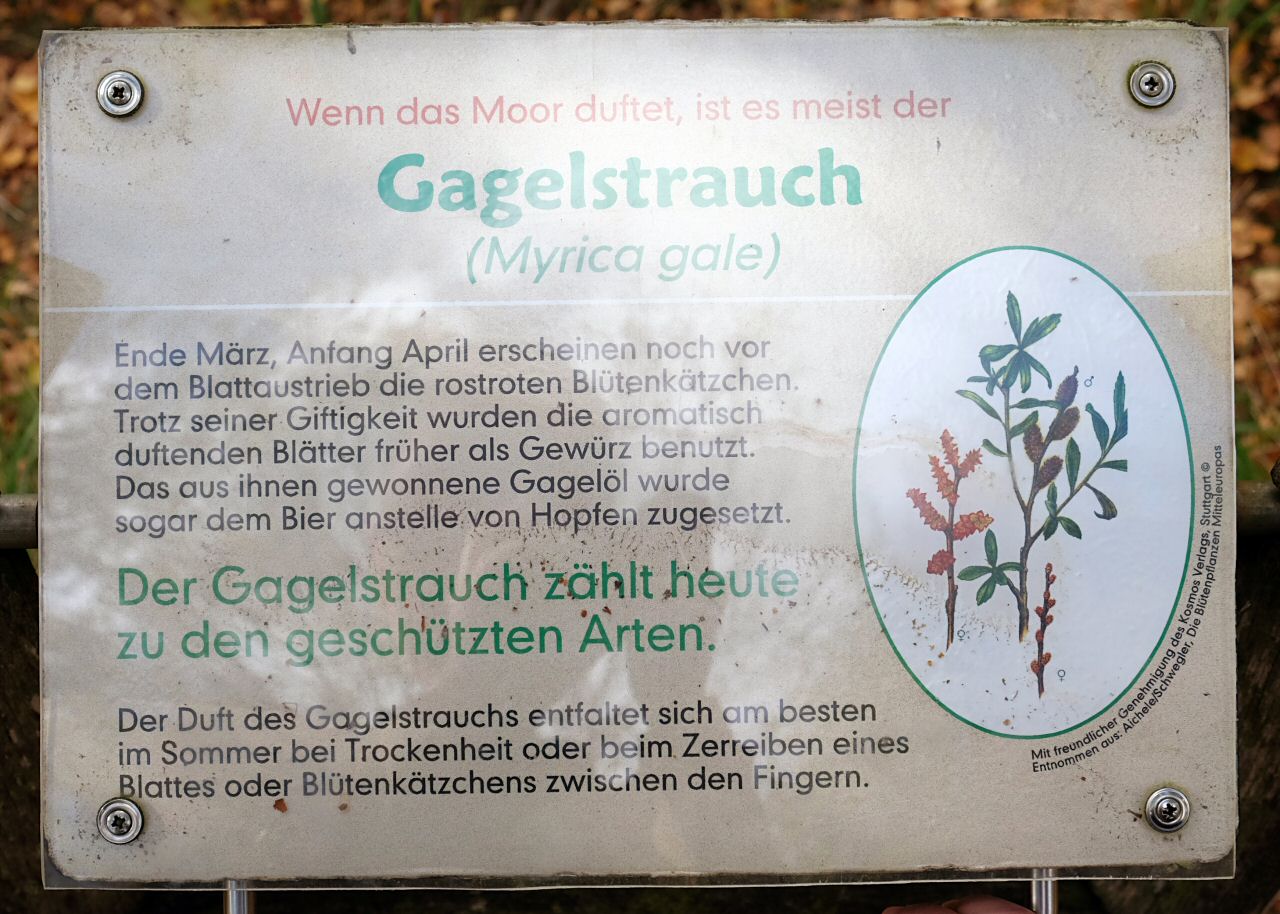 Wenn das Moor duftet, ist es meist der
Gagelstrauch
(Myrica gale)
Ende März, Anfang April erscheinen noch vor
dem Blattaustrieb die rostroten Blütenkätzchen.
Trotz seiner Giftigkeit wurden die aromatisch
duftenden Blätter früher als Gewürz benutzt.
Das aus ihnen gewonnene Gagelöl wurde
sogar dem Bier anstelle von Hopfen zugesetzt.
Der Gagelstrauch zählt heute
zu den geschützten Arten.
Der Duft des Gagelstrauchs entfaltet sich am besten
im Sommer bei Trockenheit oder beim Zerreiben eines
Blattes oder Blütenkätzchens zwischen den Fingern.
♂
♀
♀
Mit freundlicher Genehmigung des Kosmos Verlags, Stuttgart ©
Entnommen aus: Aichele/Schwegler, Die Blütenpflanzen Mitteleuropas